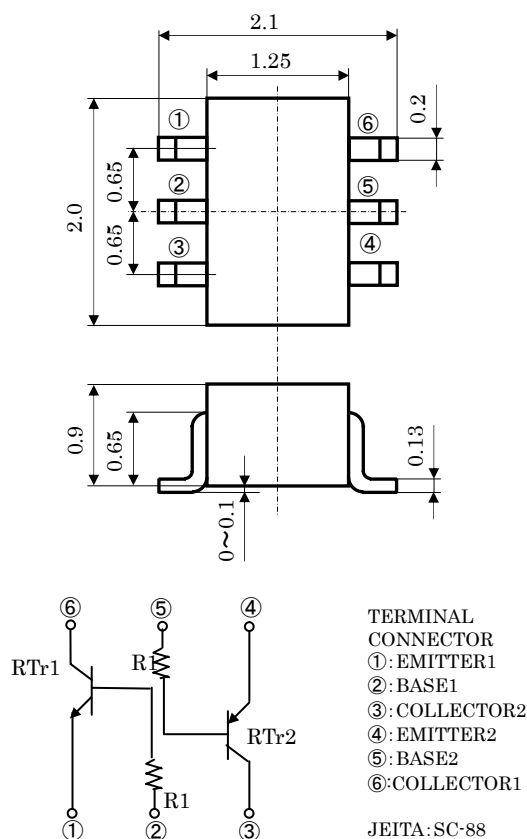 2.1
1.25
① ⑥
0.2
0.65
② ⑤
2.0
0.65
③ ④
0.9
0.65
0.13
0~0.1
⑥ ⑤ ④
RTr1 R1
RTr2
R1
① ② ③
TERMINAL
CONNECTOR
①:EMITTER1
②:BASE1
③:COLLECTOR2
④:EMITTER2
⑤:BASE2
⑥:COLLECTOR1
JEITA:SC-88